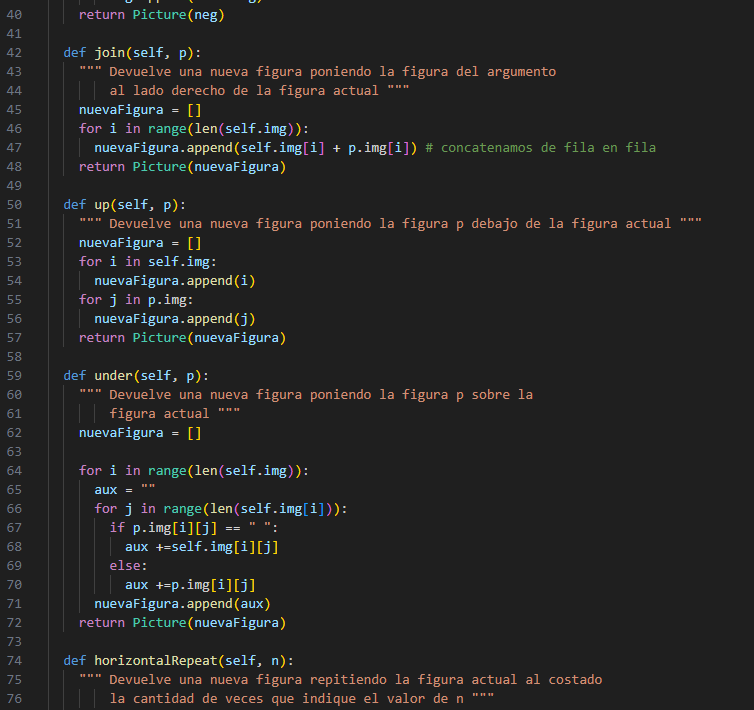 40 return Picture(neg)
41
42 def join(self, p):
43 """ Devuelve una nueva figura poniendo la figura del argumento
44 al lado derecho de la figura actual """
45 nuevaFigura = []
46 for i in range(len(self.img)):
47 nuevaFigura.append(self.img[i] + p.img[i]) # concatenamos de fila en fila
48 return Picture(nuevaFigura)
49
50 def up(self, p):
51 """ Devuelve una nueva figura poniendo la figura p debajo de la figura actual """
52 nuevaFigura = []
53 for i in self.img:
54 nuevaFigura.append(i)
55 for j in p.img:
56 nuevaFigura.append(j)
57 return Picture(nuevaFigura)
58
59 def under(self, p):
60 """ Devuelve una nueva figura poniendo la figura p sobre la
61 figura actual """
62 nuevaFigura = []
63
64 for i in range(len(self.img)):
65 aux = ""
66 for j in range(len(self.img[i])):
67 if p.img[i][j] == " ":
68 aux +=self.img[i][j]
69 else:
70 aux +=p.img[i][j]
71 nuevaFigura.append(aux)
72 return Picture(nuevaFigura)
73
74 def horizontalRepeat(self, n):
75 """ Devuelve una nueva figura repitiendo la figura actual al costado
76 la cantidad de veces que indique el valor de n """